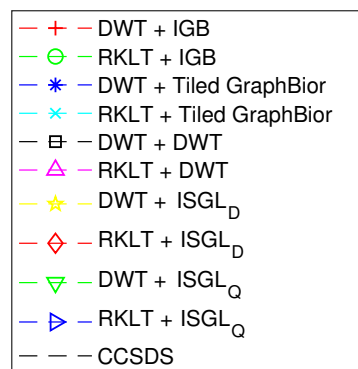 DWT + IGB
RKLT + IGB
DWT + Tiled GraphBior
RKLT + Tiled GraphBior
DWT + DWT
RKLT + DWT
DWT + ISGL_D
RKLT + ISGL_D
DWT + ISGL_Q
RKLT + ISGL_Q
CCSDS